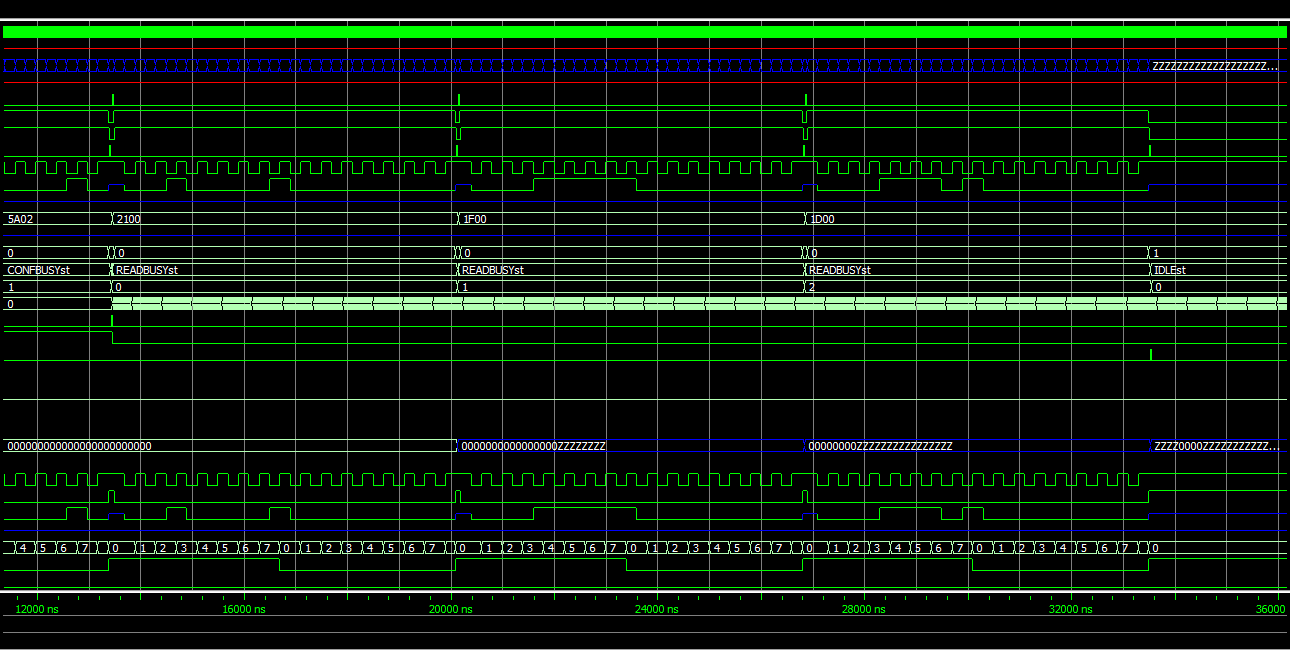 ZZZZZZZZZZZZZZZZZZZ...
5A02 2100 1F00 1D00
0 0 0 0 1
CONFBUSYst READBUSYst READBUSYst READBUSYst IDLEst
1 0 1 2 0
0
000000000000000000000000 0000000000000000ZZZZZZZZ 00000000ZZZZZZZZZZZZZZZZ ZZZZ0000ZZZZZZZZZZZ...
4 5 6 7 0 1 2 3 4 5 6 7 0 1 2 3 4 5 6 7 0 1 2 3 4 5 6 7 0 1 2 3 4 5 6 7 0 1 2 3 4 5 6 7 0 1 2 3 4 5 6 7 0
12000 ns 16000 ns 20000 ns 24000 ns 28000 ns 32000 ns 36000